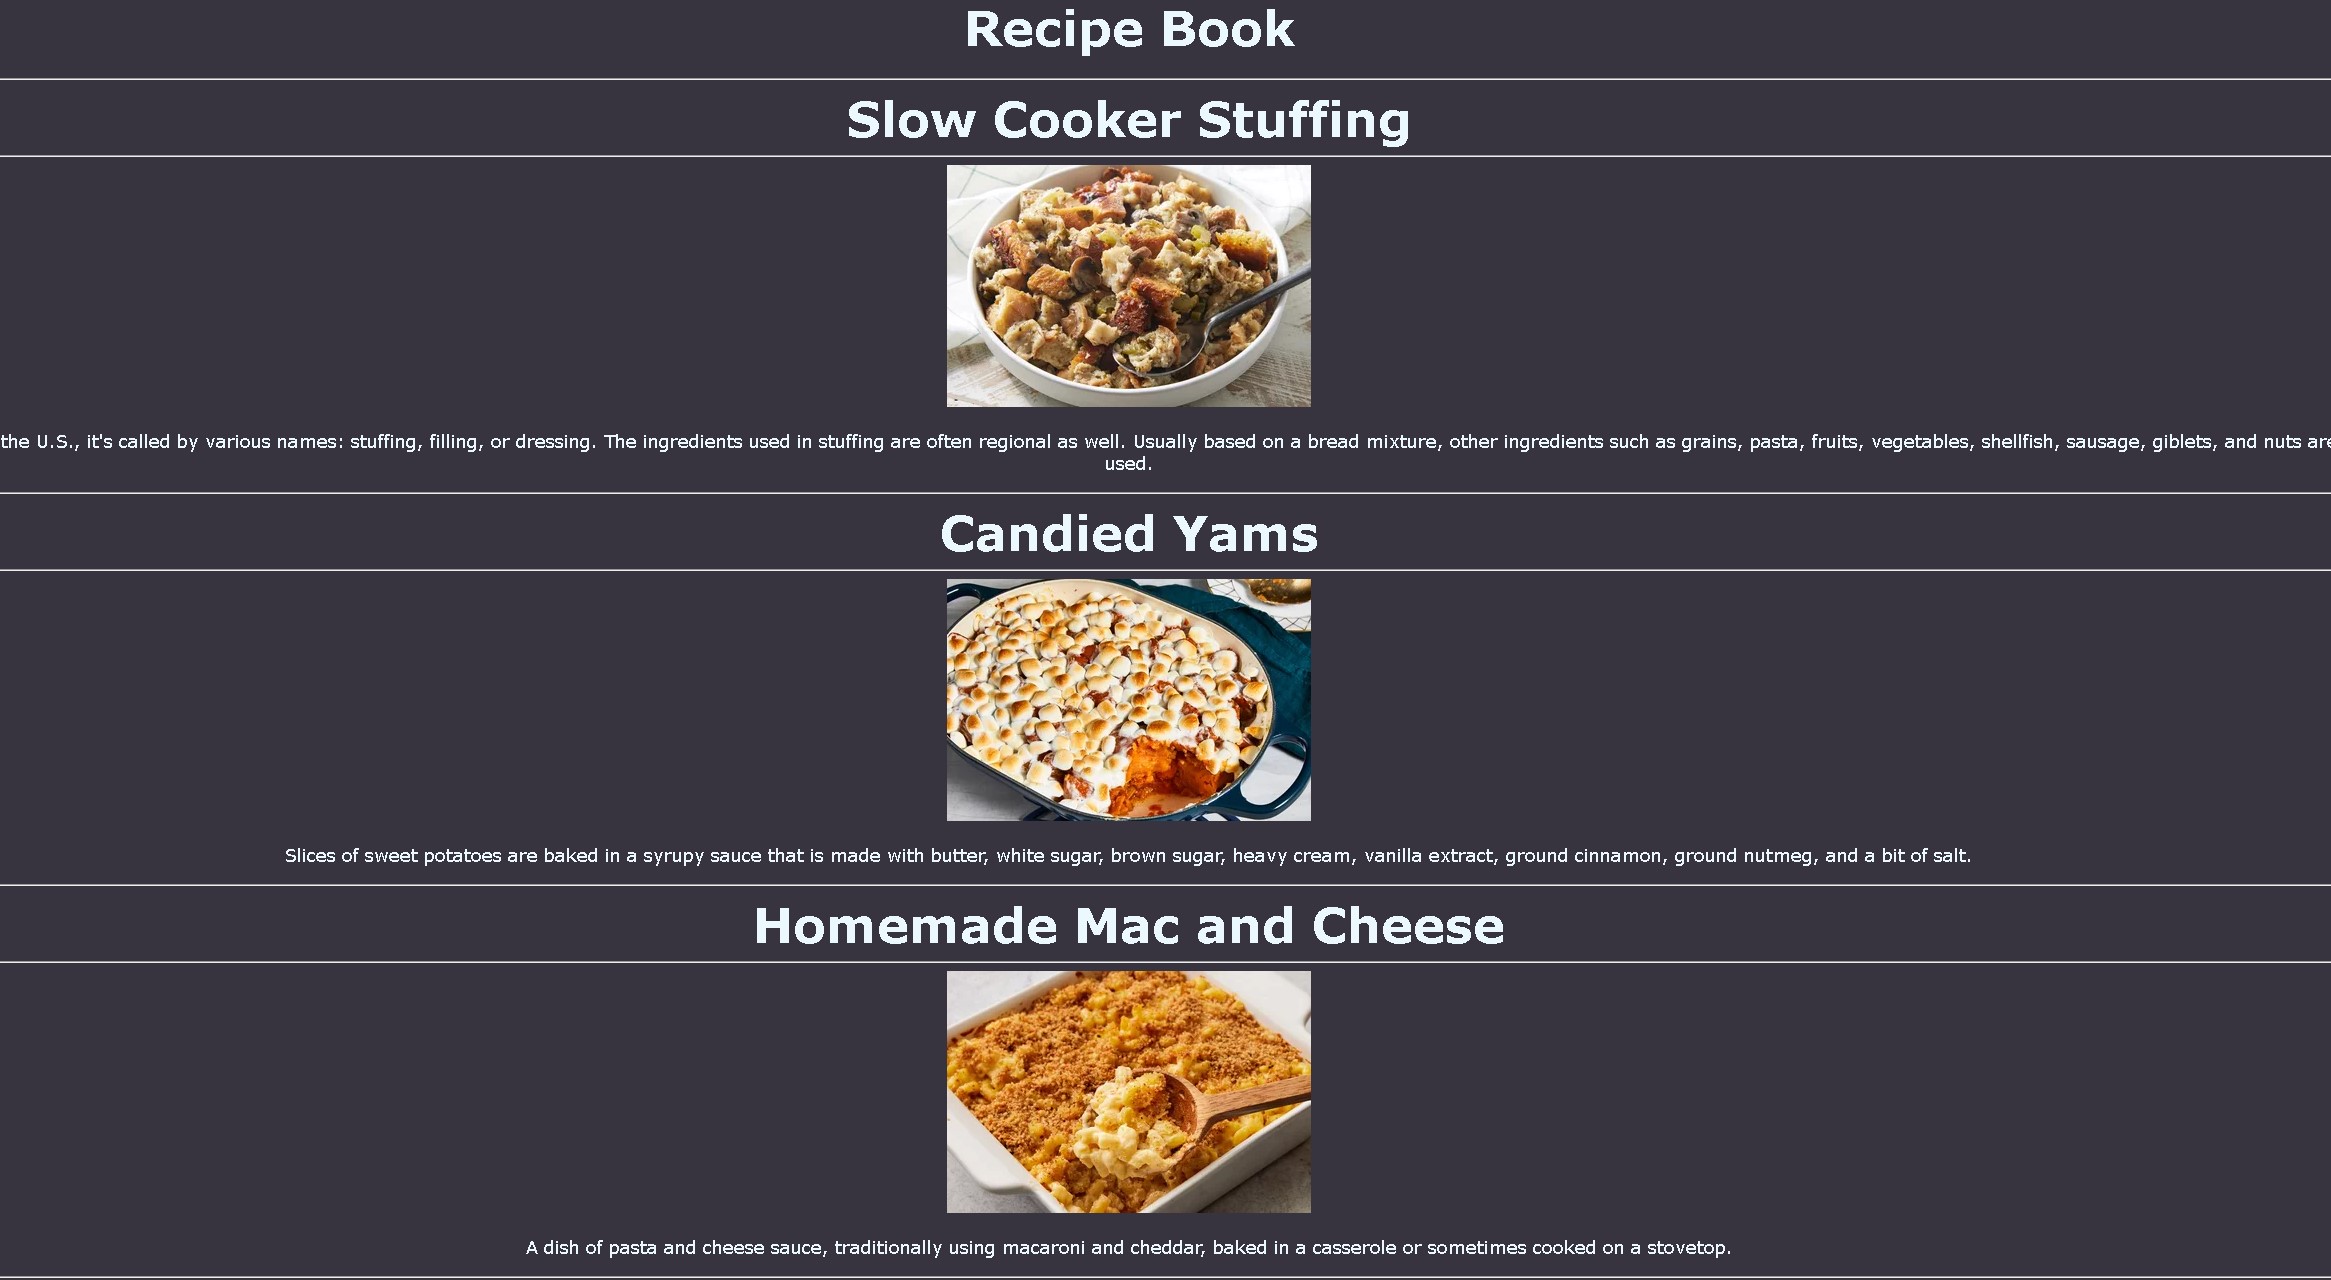 Recipe Book
Slow Cooker Stuffing
the U.S., it's called by various names: stuffing, filling, or dressing. The ingredients used in stuffing are often regional as well. Usually based on a bread mixture, other ingredients such as grains, pasta, fruits, vegetables, shellfish, sausage, giblets, and nuts are
used.
Candied Yams
Slices of sweet potatoes are baked in a syrupy sauce that is made with butter, white sugar, brown sugar, heavy cream, vanilla extract, ground cinnamon, ground nutmeg, and a bit of salt.
Homemade Mac and Cheese
A dish of pasta and cheese sauce, traditionally using macaroni and cheddar, baked in a casserole or sometimes cooked on a stovetop.